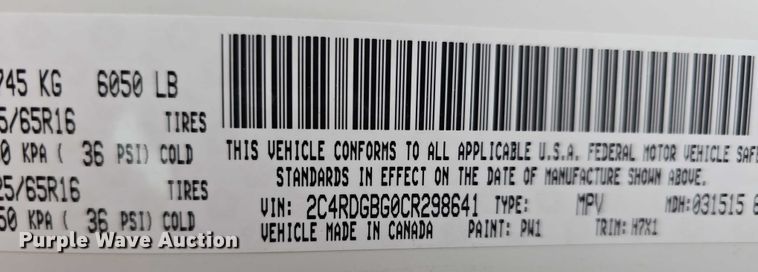 745 KG 6050 LB
5/65R16 TIRES
0 KPA ( 36 PSI) COLD
25/65R16 TIRES
50 KPA ( 36 PSI) COLD
THIS VEHICLE CONFORMS TO ALL APPLICABLE U.S.A. FEDERAL MOTOR VEHICLE SAFE
STANDARDS IN EFFECT ON THE DATE OF MANUFACTURE SHOWN ABOVE.
VIN: 2C4RDGBG0CR298641 TYPE: MPV MDH:031515 6
VEHICLE MADE IN CANADA PAINT: PW1 TRIM: H7X1
Purple Wave Auction